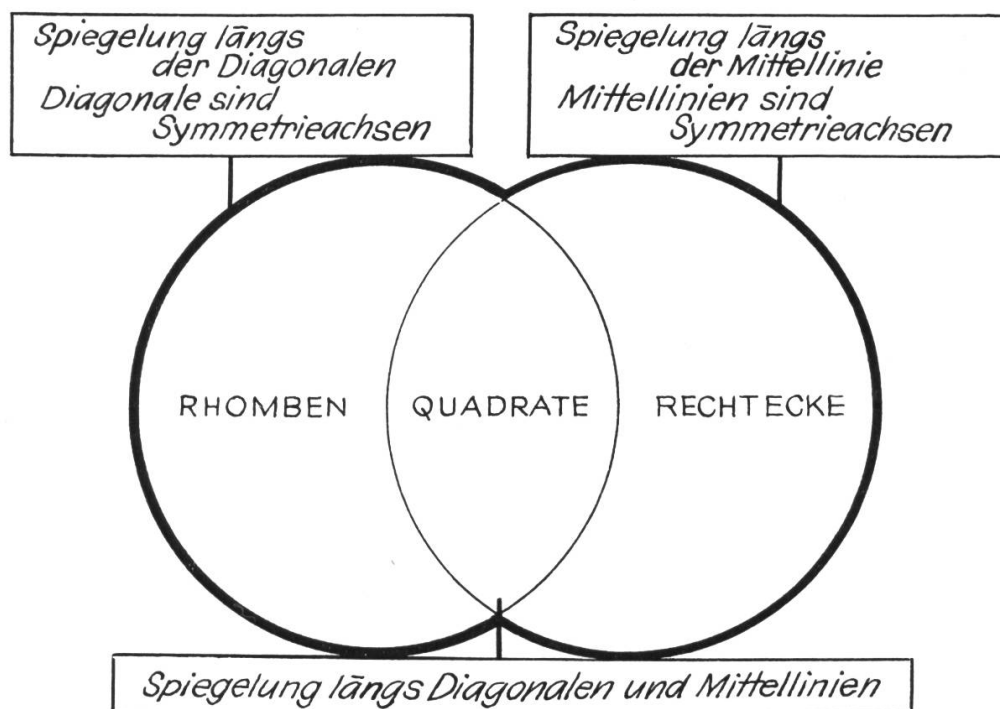 Spiegelung längs
der Diagonalen
Diagonale sind
Symmetrieachsen
Spiegelung längs
der Mittellinie
Mittellinien sind
Symmetrieachsen
RHOMBEN
QUADRATE
RECHTECKE
Spiegelung längs Diagonalen und Mittellinien